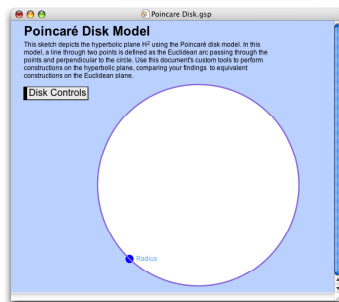 Poincare Disk.gsp
Poincaré Disk Model
This sketch depicts the hyperbolic plane H² using the Poincaré disk model. In this
model, a line through two points is defined as the Euclidean arc passing through the
points and perpendicular to the circle. Use this document's custom tools to perform
constructions on the hyperbolic plane, comparing your findings to equivalent
constructions on the Euclidean plane.
Disk Controls
Radius